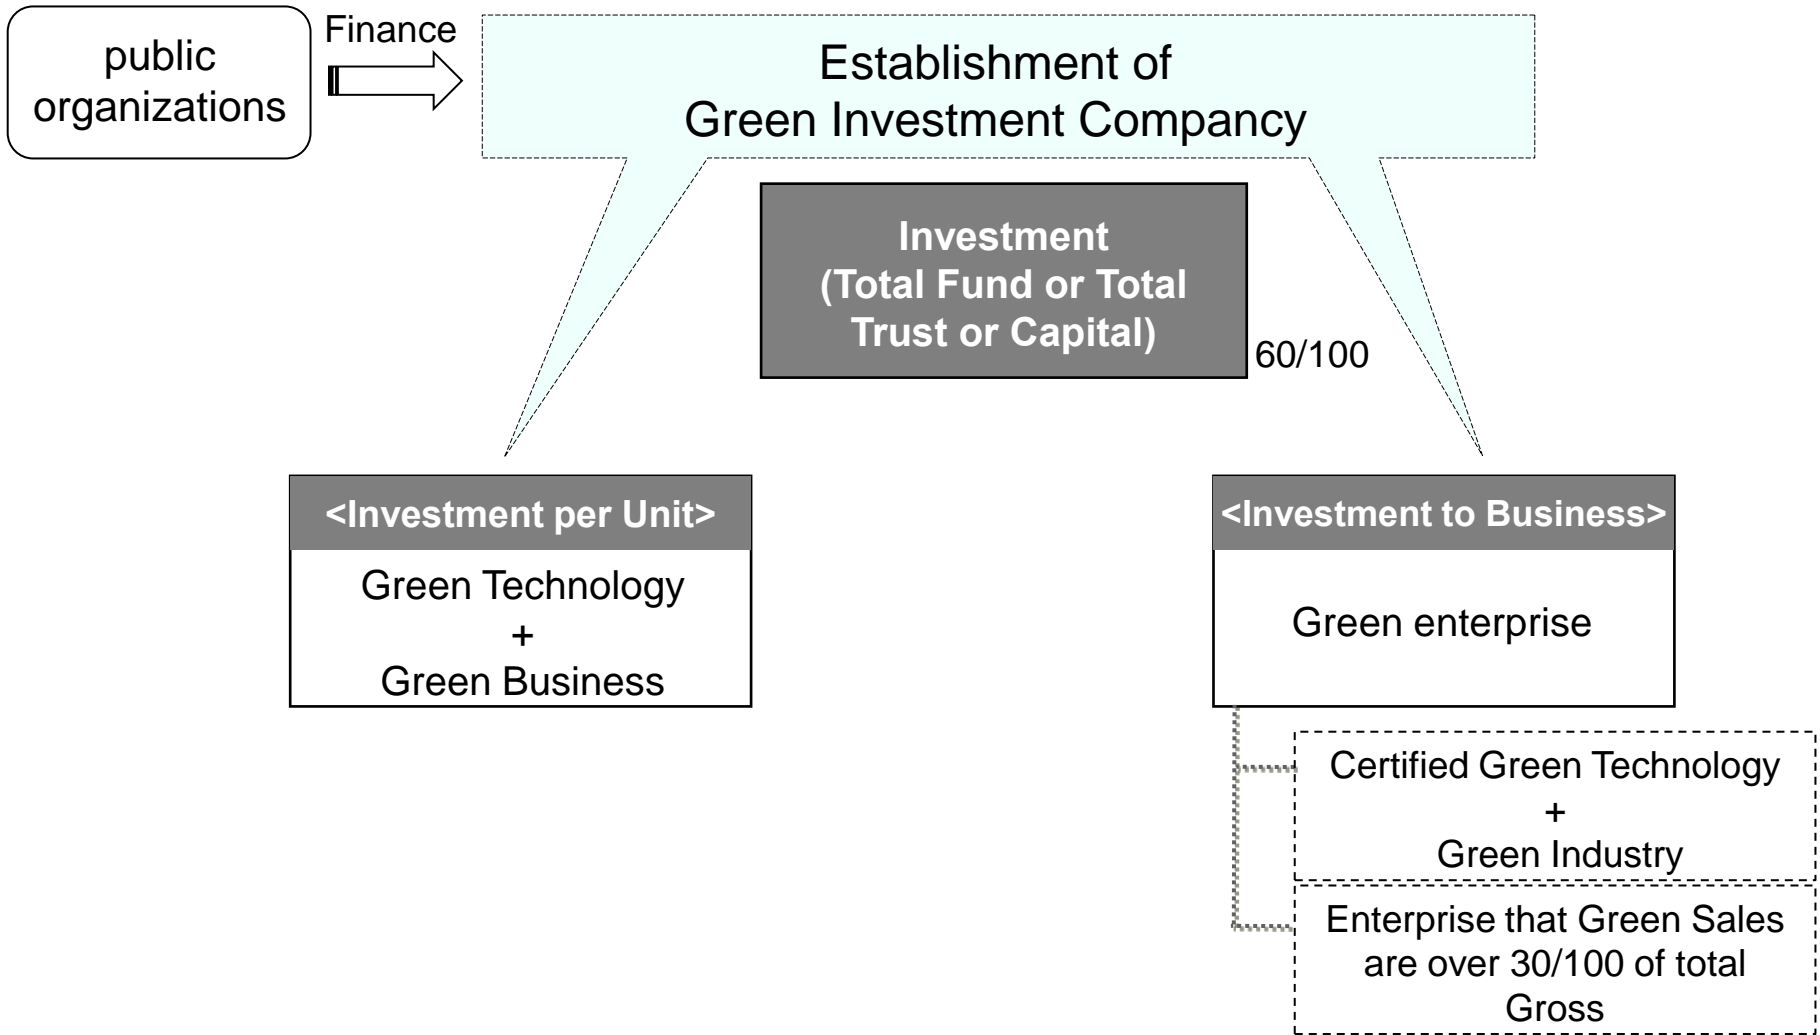 public
organizations
Finance
Establishment of
Green Investment Compancy
Investment
(Total Fund or Total
Trust or Capital)
60/100
<Investment per Unit>
Green Technology
+
Green Business
<Investment to Business>
Green enterprise
Certified Green Technology
+
Green Industry
Enterprise that Green Sales
are over 30/100 of total
Gross